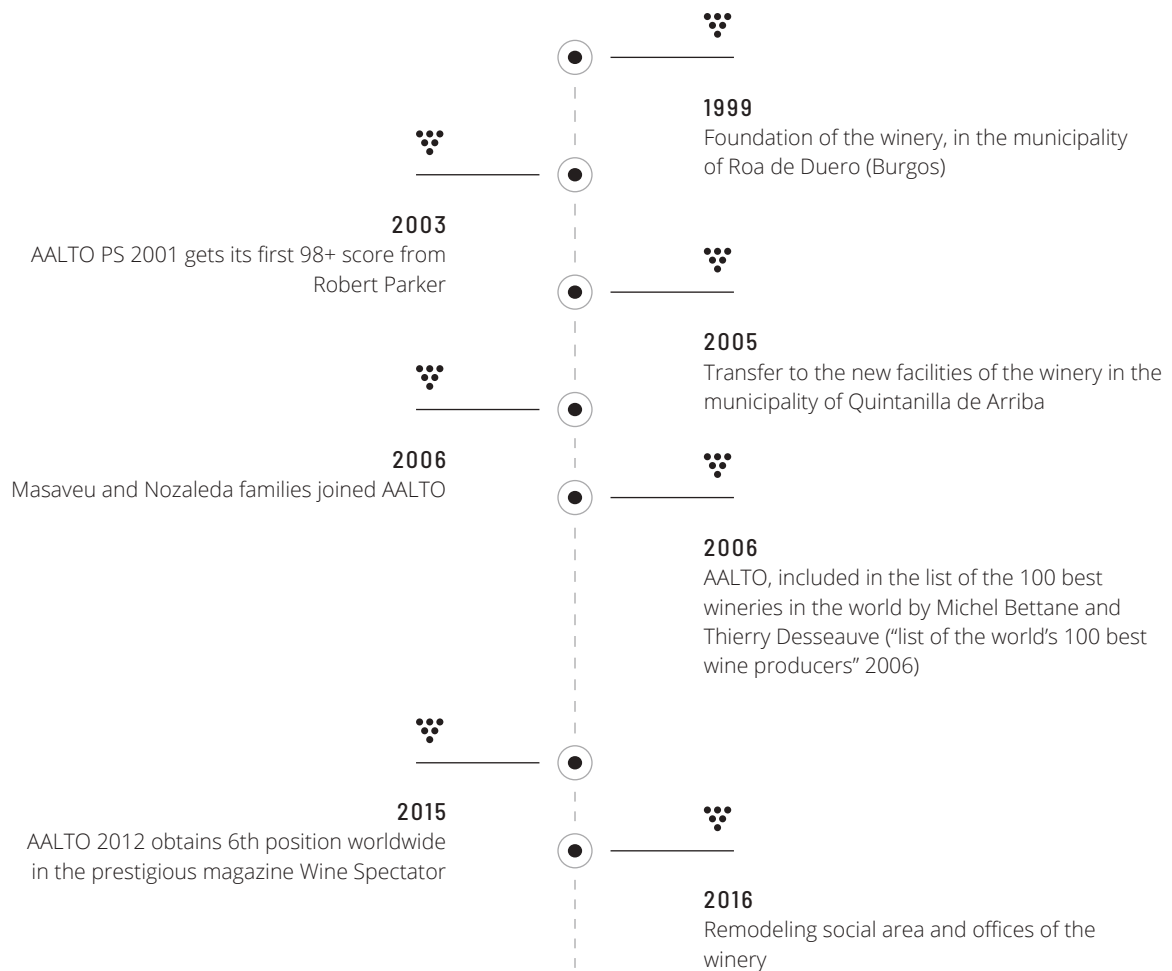 1999
Foundation of the winery, in the municipality
of Roa de Duero (Burgos)
2003
AALTO PS 2001 gets its first 98+ score from
Robert Parker
2005
Transfer to the new facilities of the winery in the
municipality of Quintanilla de Arriba
2006
Masaveu and Nozaleda families joined AALTO
2006
AALTO, included in the list of the 100 best
wineries in the world by Michel Bettane and
Thierry Desseauve (“list of the world’s 100 best
wine producers” 2006)
2015
AALTO 2012 obtains 6th position worldwide
in the prestigious magazine Wine Spectator
2016
Remodeling social area and offices of the
winery